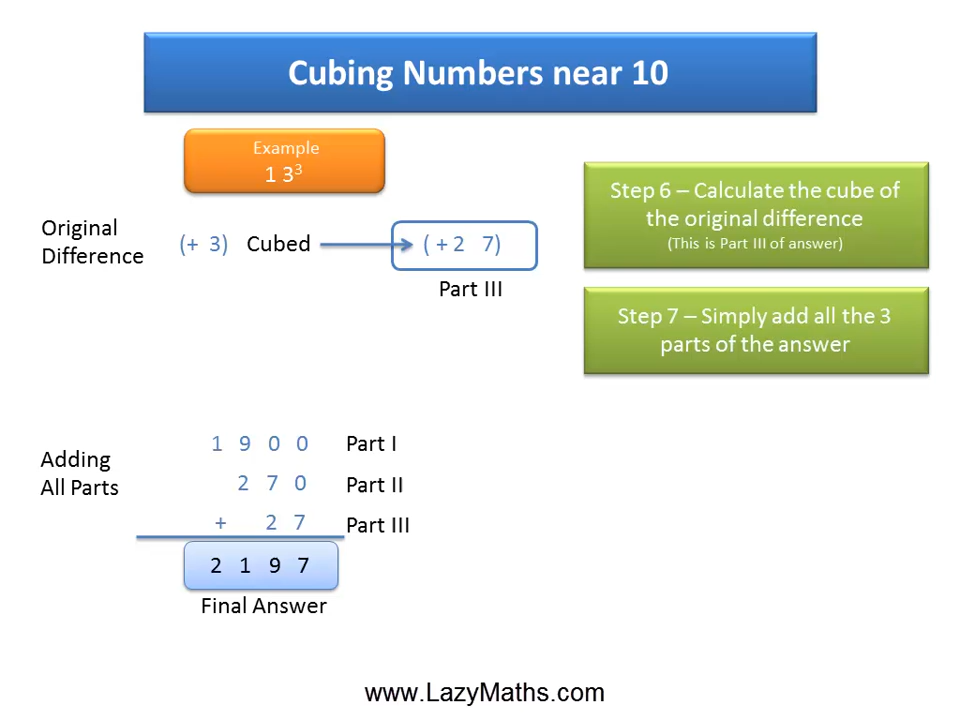 Cubing Numbers near 10
Example
1 3³
Original
Difference
(+ 3) Cubed
( + 2 7)
Part III
Step 6 – Calculate the cube of
the original difference
(This is Part III of answer)
Step 7 – Simply add all the 3
parts of the answer
Adding
All Parts
1 9 0 0 Part I
2 7 0 Part II
+ 2 7 Part III
2 1 9 7
Final Answer
www.LazyMaths.com